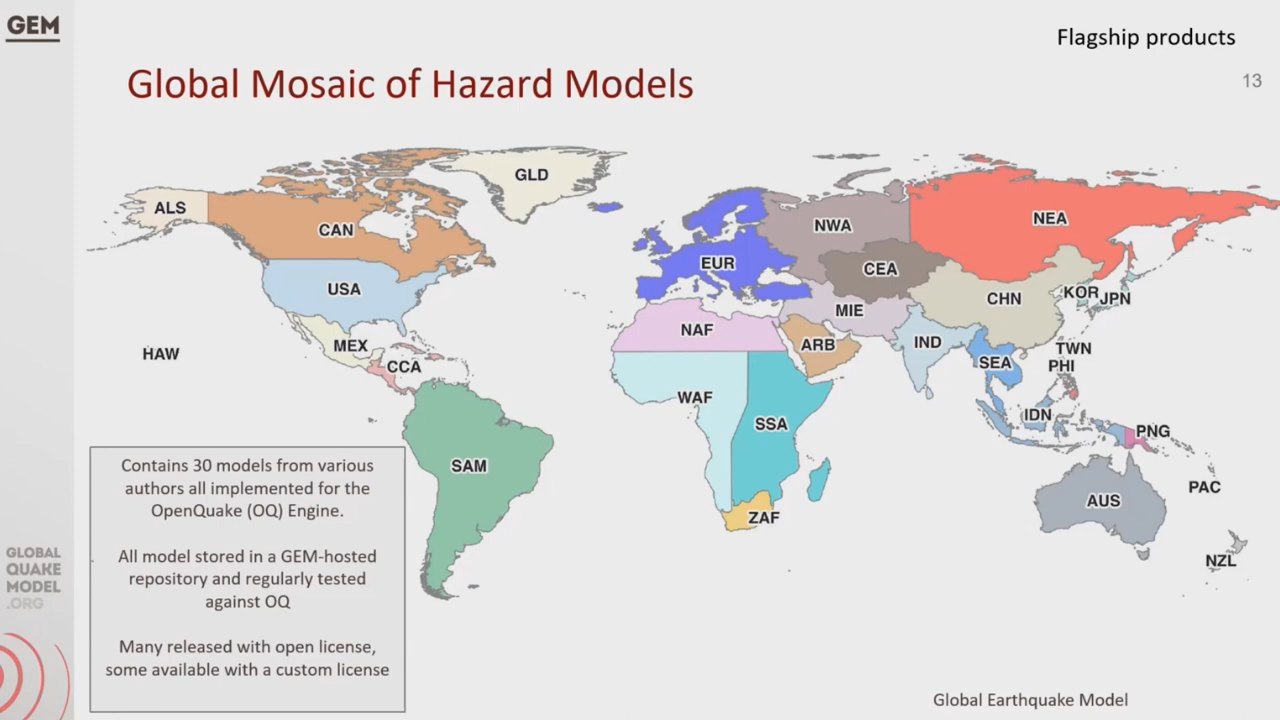 GEM
Flagship products
Global Mosaic of Hazard Models
13
GLD
ALS
CAN
NWA
NEA
EUR
CEA
USA
CHN
KOR
JPN
MIE
NAF
ARB
IND
MEX
HAW
CCA
SEA
TWN
PHI
WAF
SSA
IDN
PNG
SAM
PAC
AUS
ZAF
NZL
Contains 30 models from various
authors all implemented for the
OpenQuake (OQ) Engine.
All model stored in a GEM-hosted
repository and regularly tested
against OQ
Many released with open license,
some available with a custom license
GLOBAL
QUAKE
MODEL
.ORG
Global Earthquake Model